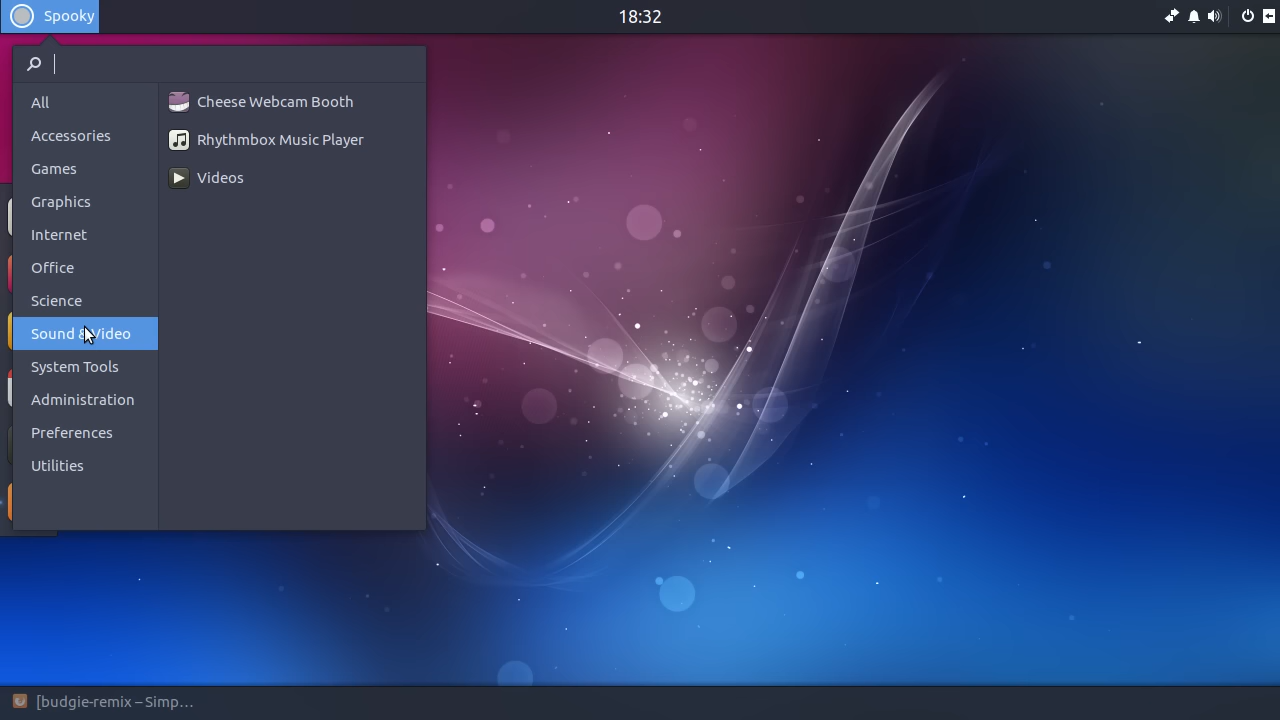 Spooky
18:32
All
Accessories
Games
Graphics
Internet
Office
Science
Sound & Video
System Tools
Administration
Preferences
Utilities
Cheese Webcam Booth
Rhythmbox Music Player
Videos
[budgie-remix – Simp…